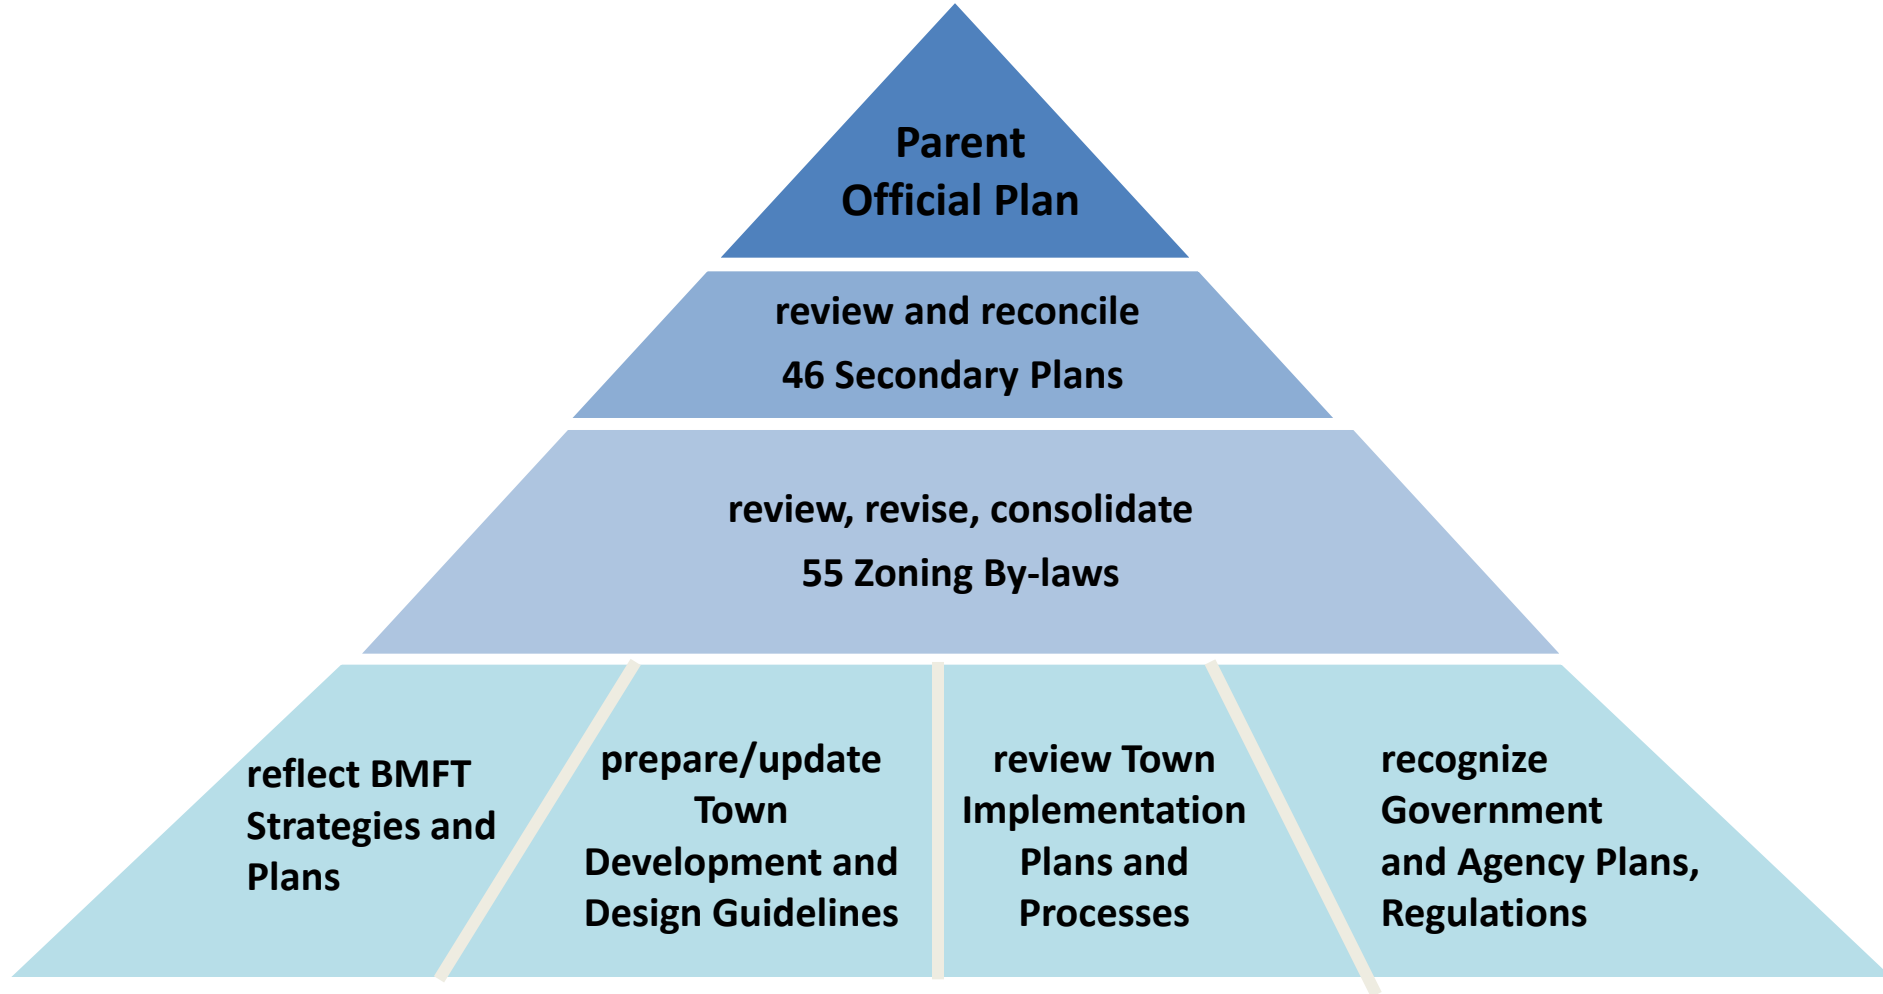 Parent
Official Plan
review and reconcile
46 Secondary Plans
review, revise, consolidate
55 Zoning By-laws
reflect BMFT
Strategies and
Plans
prepare/update
Town
Development and
Design Guidelines
review Town
Implementation
Plans and
Processes
recognize
Government
and Agency Plans,
Regulations